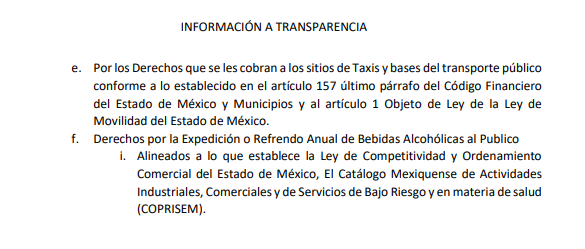 INFORMACIÓN A TRANSPARENCIA
e. Por los Derechos que se les cobran a los sitios de Taxis y bases del transporte público
conforme a lo establecido en el artículo 157 último párrafo del Código Financiero
del Estado de México y Municipios y al artículo 1 Objeto de Ley de la Ley de
Movilidad del Estado de México.
f. Derechos por la Expedición o Refrendo Anual de Bebidas Alcohólicas al Publico
i. Alineados a lo que establece la Ley de Competitividad y Ordenamiento
Comercial del Estado de México, El Catálogo Mexiquense de Actividades
Industriales, Comerciales y de Servicios de Bajo Riesgo y en materia de salud
(COPRISEM).